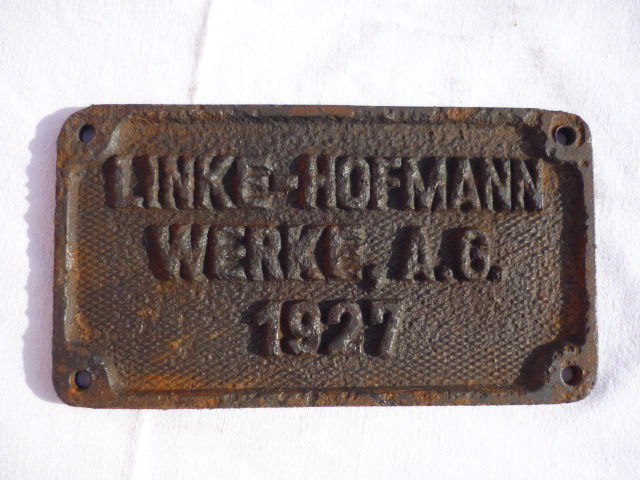 LINKE-HOFMANN
WERKE, A.G.
1927